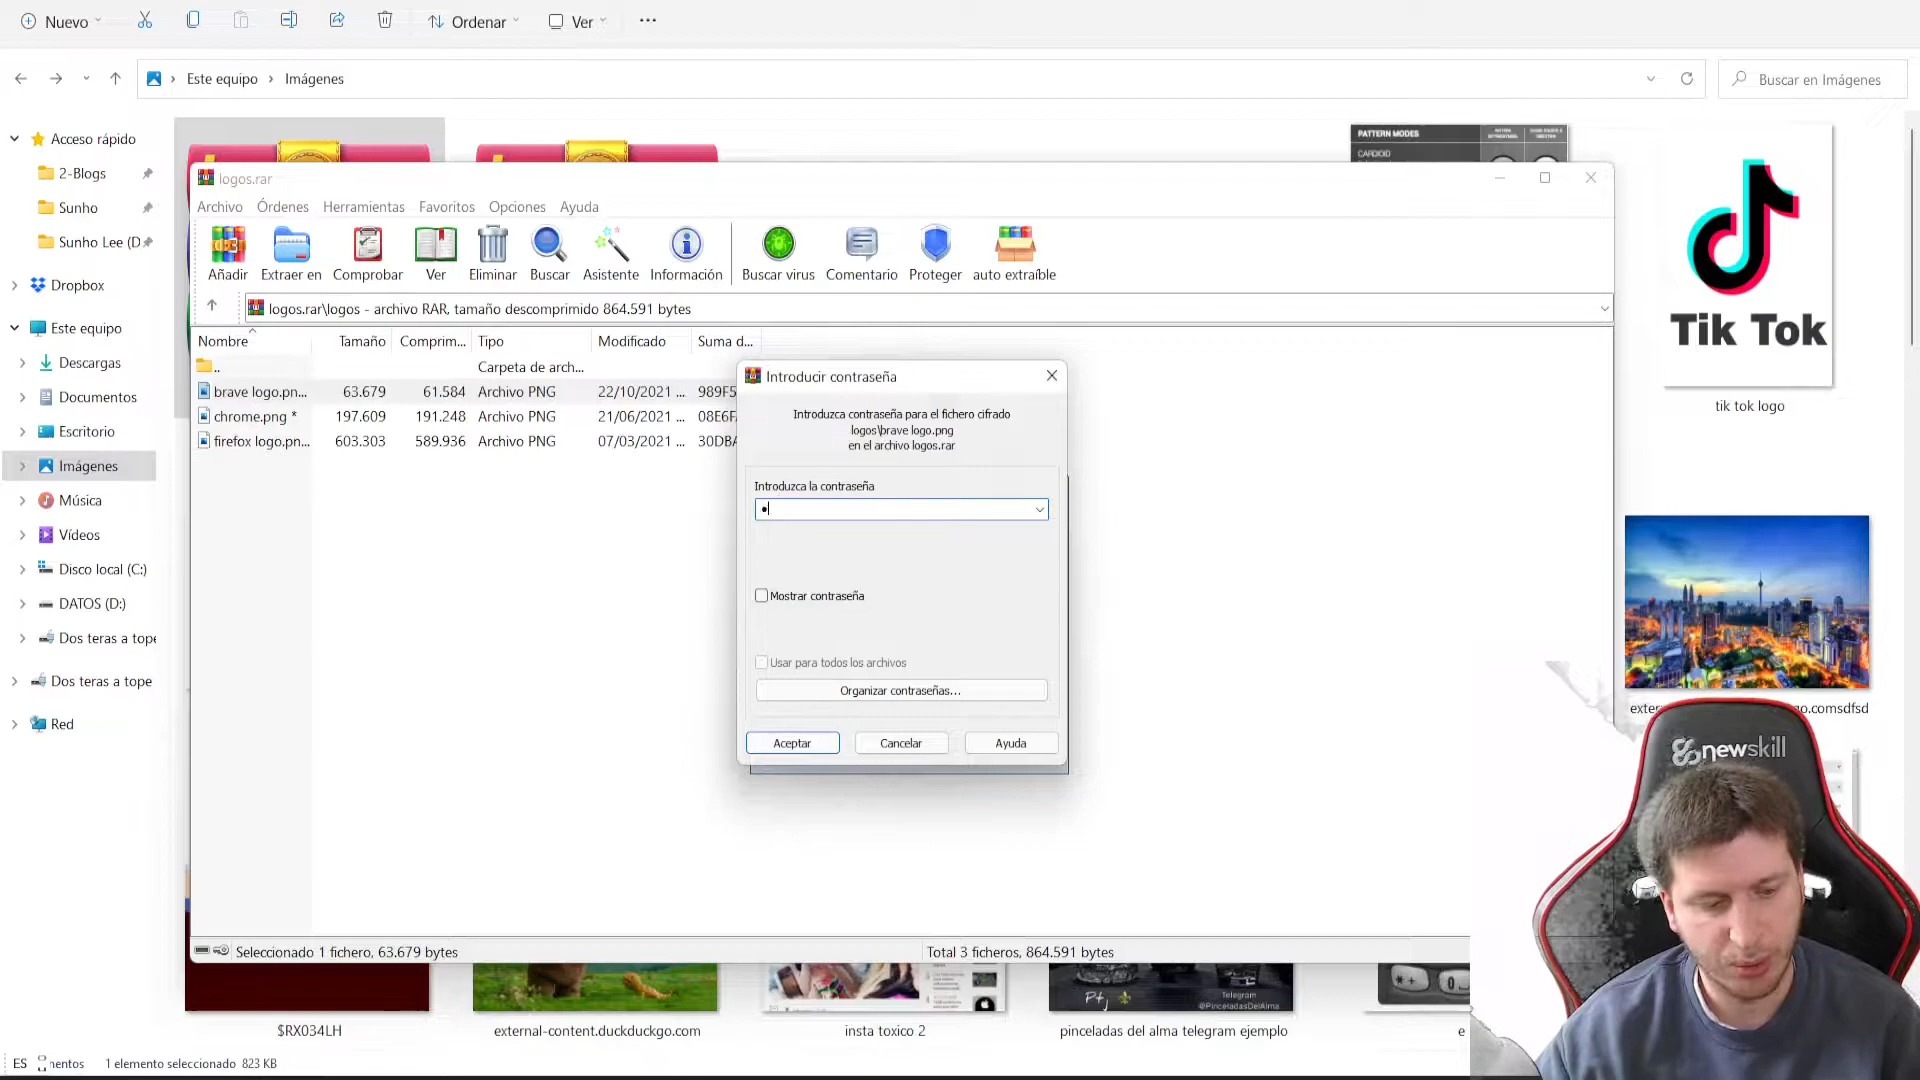 Nuevo
Ordenar
Ver
Este equipo
Imágenes
Buscar en Imágenes
Acceso rápido
2-Blogs
Sunho
Sunho Lee (D
Dropbox
Este equipo
Descargas
Documentos
Escritorio
Imágenes
Música
Vídeos
Disco local (C:)
DATOS (D:)
Dos teras a tope
Dos teras a tope
Red
PATTERN MODES
CARDIOID
logos.rar
Archivo Órdenes Herramientas Favoritos Opciones Ayuda
Añadir Extraer en Comprobar Ver Eliminar Buscar Asistente Información Buscar virus Comentario Proteger auto extraíble
logos.rar\logos - archivo RAR, tamaño descomprimido 864.591 bytes
Nombre Tamaño Comprim... Tipo Modificado Suma d...
.. Carpeta de arch...
brave logo.pn... 63.679 61.584 Archivo PNG 22/10/2021 ... 989F5
chrome.png * 197.609 191.248 Archivo PNG 21/06/2021 ... 08E6F
firefox logo.pn... 603.303 589.936 Archivo PNG 07/03/2021 ... 30DBA
Introducir contraseña
Introduzca contraseña para el fichero cifrado
logos\brave logo.png
en el archivo logos.rar
Introduzca la contraseña
Mostrar contraseña
Usar para todos los archivos
Organizar contraseñas...
Aceptar Cancelar Ayuda
Seleccionado 1 fichero, 63.679 bytes
Total 3 ficheros, 864.591 bytes
Tik Tok
tik tok logo
exter
go.comsdfsd
newskill
Telegram
@PinceladasDelAlma
$RX034LH
external-content.duckduckgo.com
insta toxico 2
pinceladas del alma telegram ejemplo
e
ES
mentos 1 elemento seleccionado 823 KB